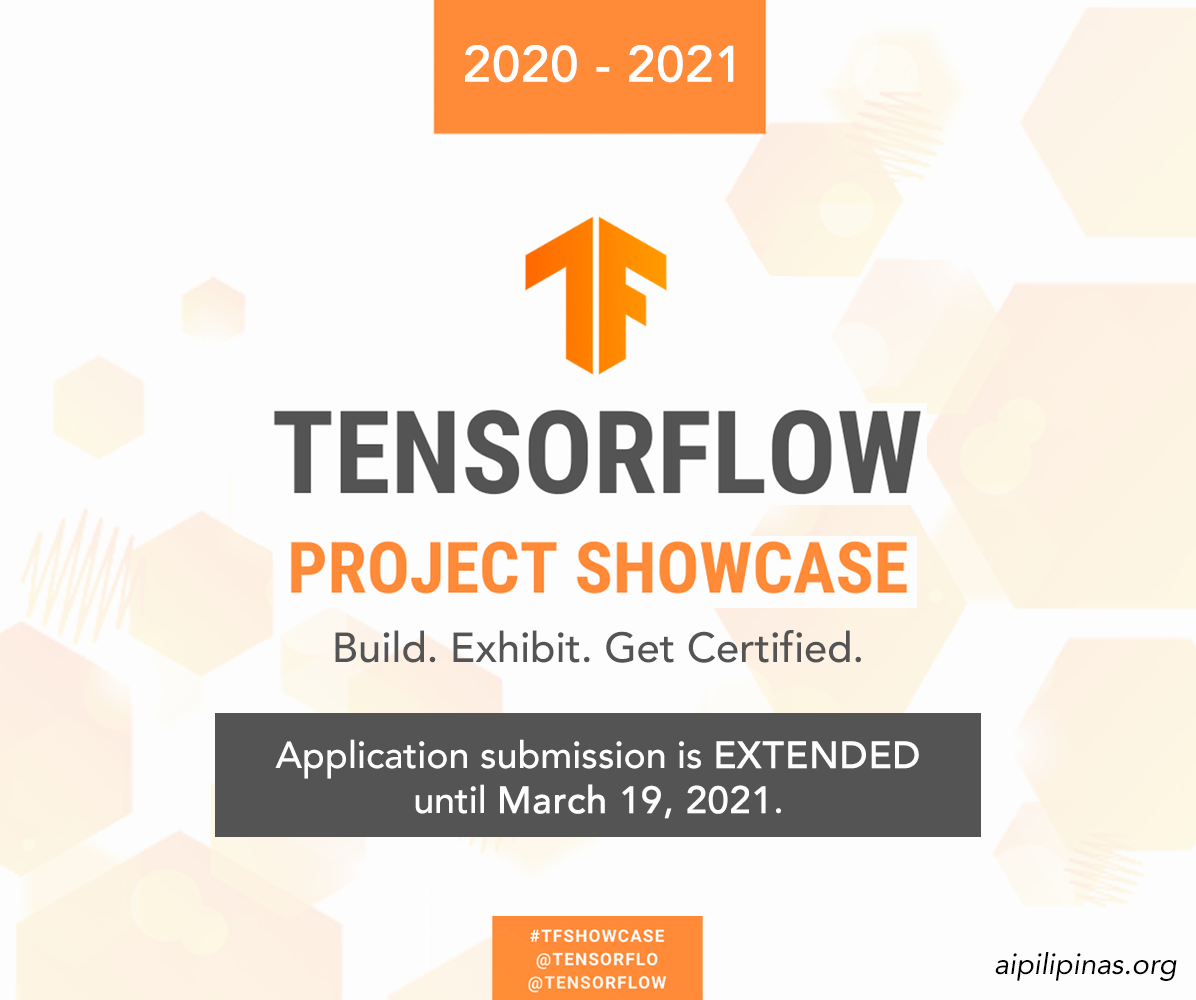 2020 - 2021
TF
TENSORFLOW
PROJECT SHOWCASE
Build. Exhibit. Get Certified.
Application submission is EXTENDED
until March 19, 2021.
#TFSHOWCASE
@TENSORFLO
@TENSORFLOW
aipilipinas.org